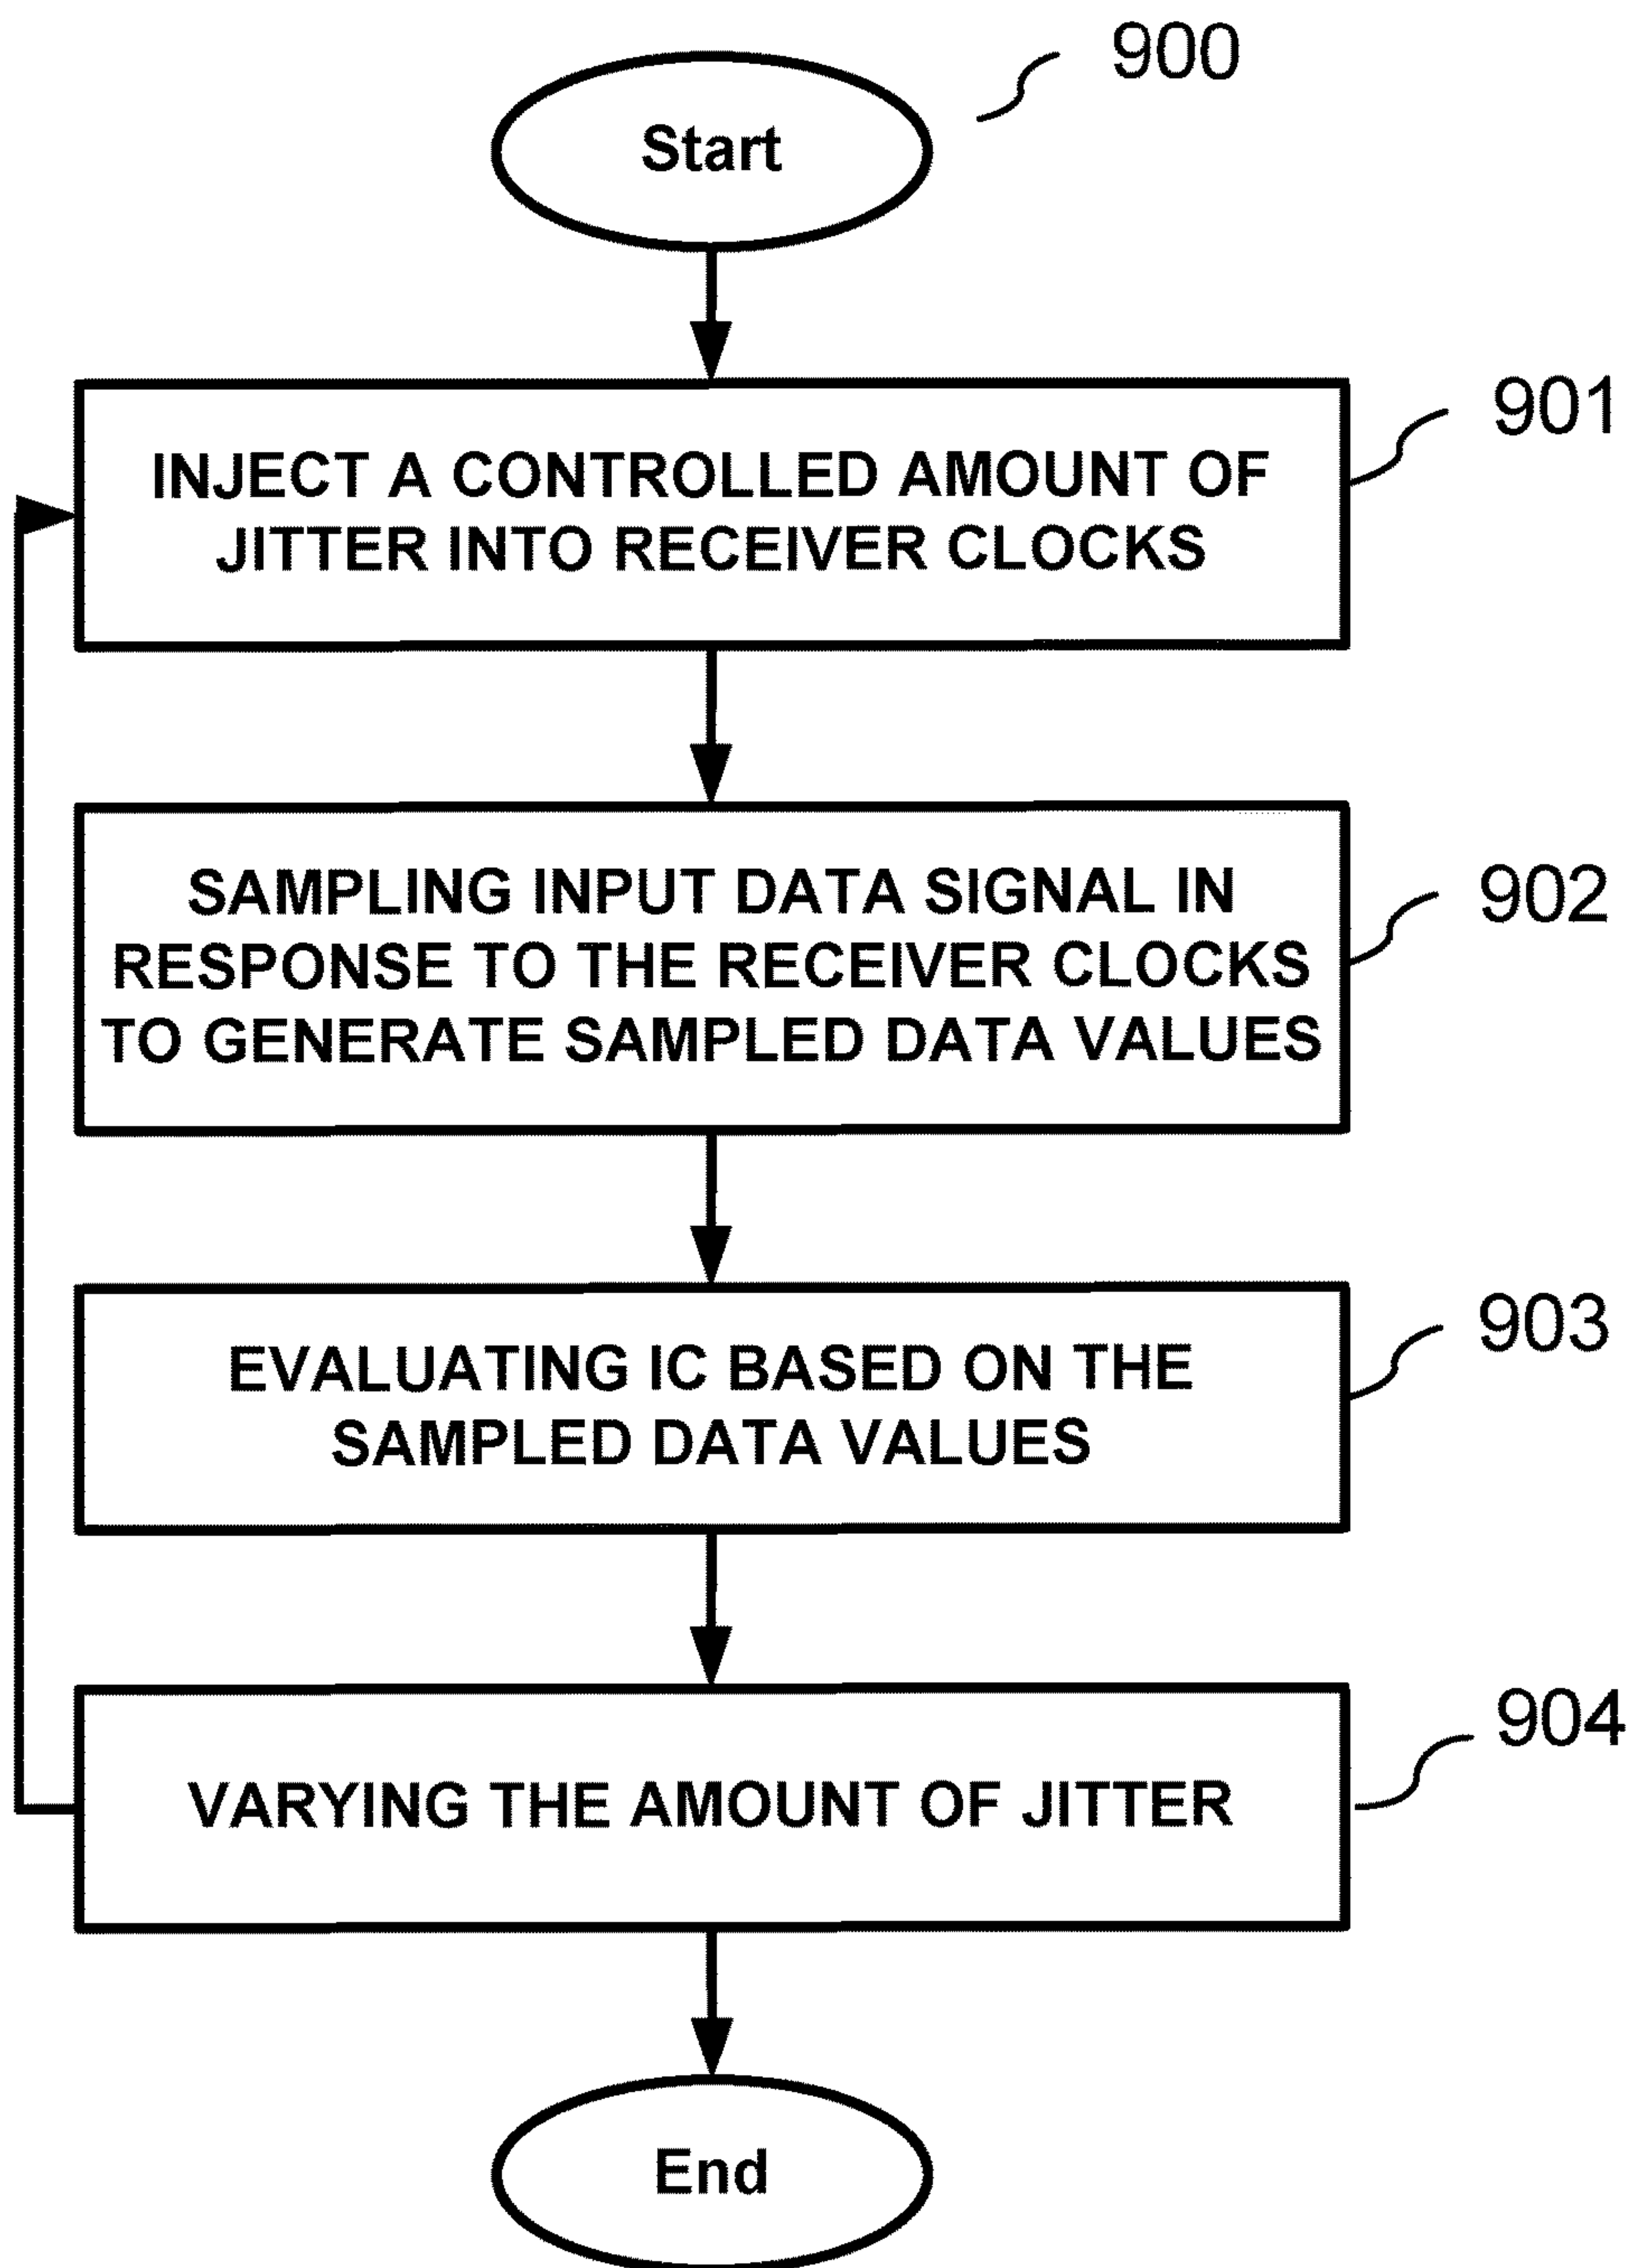 900
Start
901
INJECT A CONTROLLED AMOUNT OF
JITTER INTO RECEIVER CLOCKS
902
SAMPLING INPUT DATA SIGNAL IN
RESPONSE TO THE RECEIVER CLOCKS
TO GENERATE SAMPLED DATA VALUES
903
EVALUATING IC BASED ON THE
SAMPLED DATA VALUES
904
VARYING THE AMOUNT OF JITTER
End